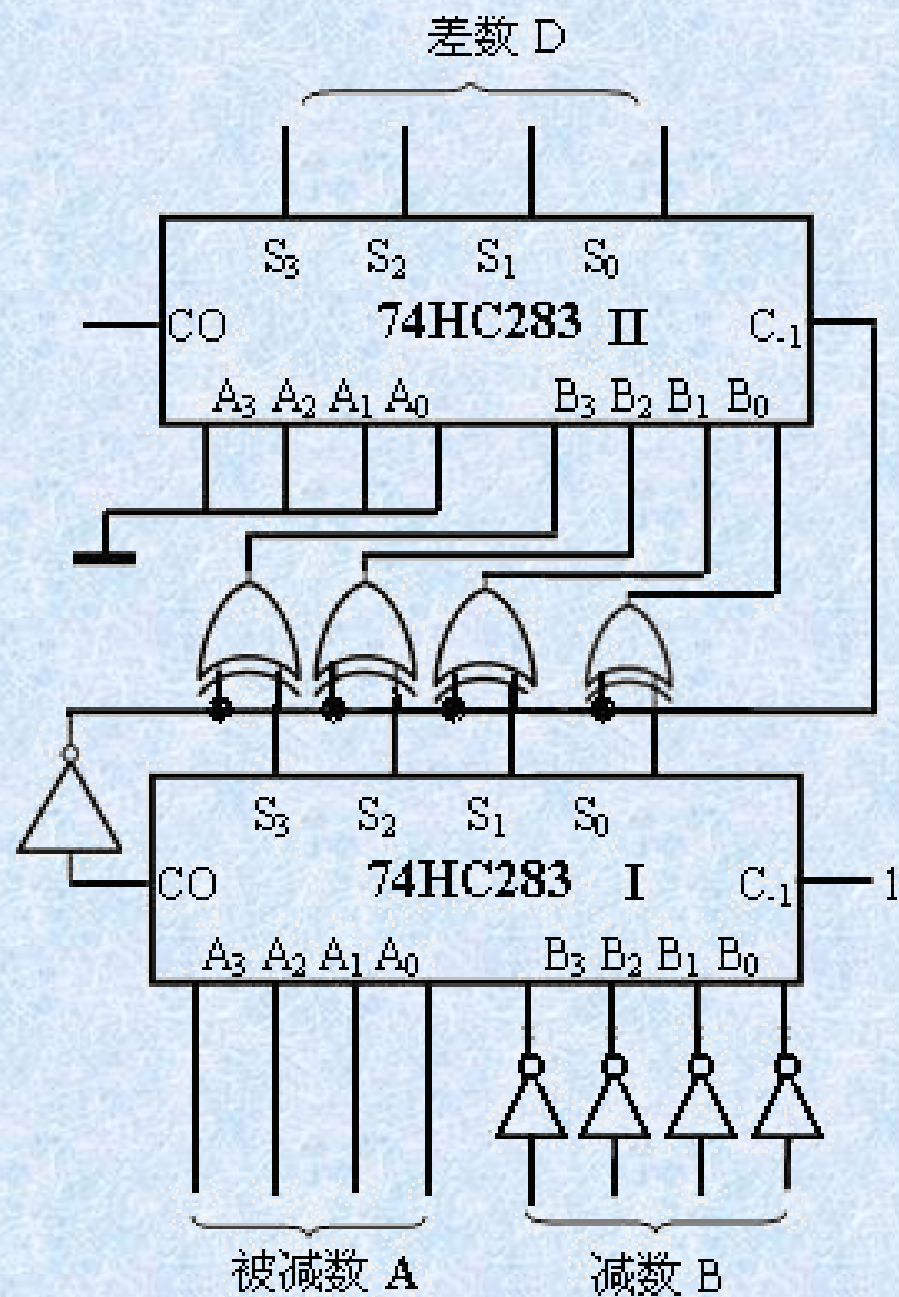 差数 D
S₃ S₂ S₁ S₀
CO 74HC283 II C₋₁
A₃ A₂ A₁ A₀ B₃ B₂ B₁ B₀
S₃ S₂ S₁ S₀
CO 74HC283 I C₋₁ 1
A₃ A₂ A₁ A₀ B₃ B₂ B₁ B₀
被减数 A 减数 B